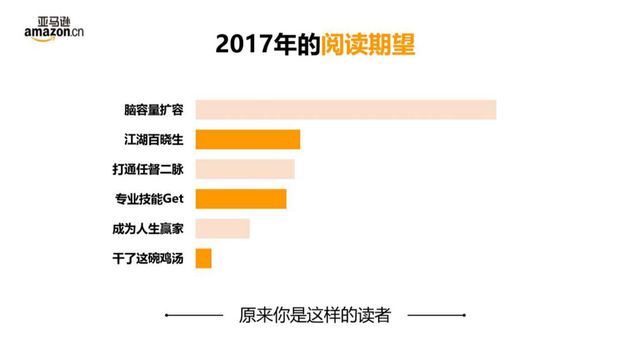 亚马逊
amazon.cn
2017年的阅读期望
脑容量扩容
江湖百晓生
打通任督二脉
专业技能Get
成为人生赢家
干了这碗鸡汤
原来你是这样的读者